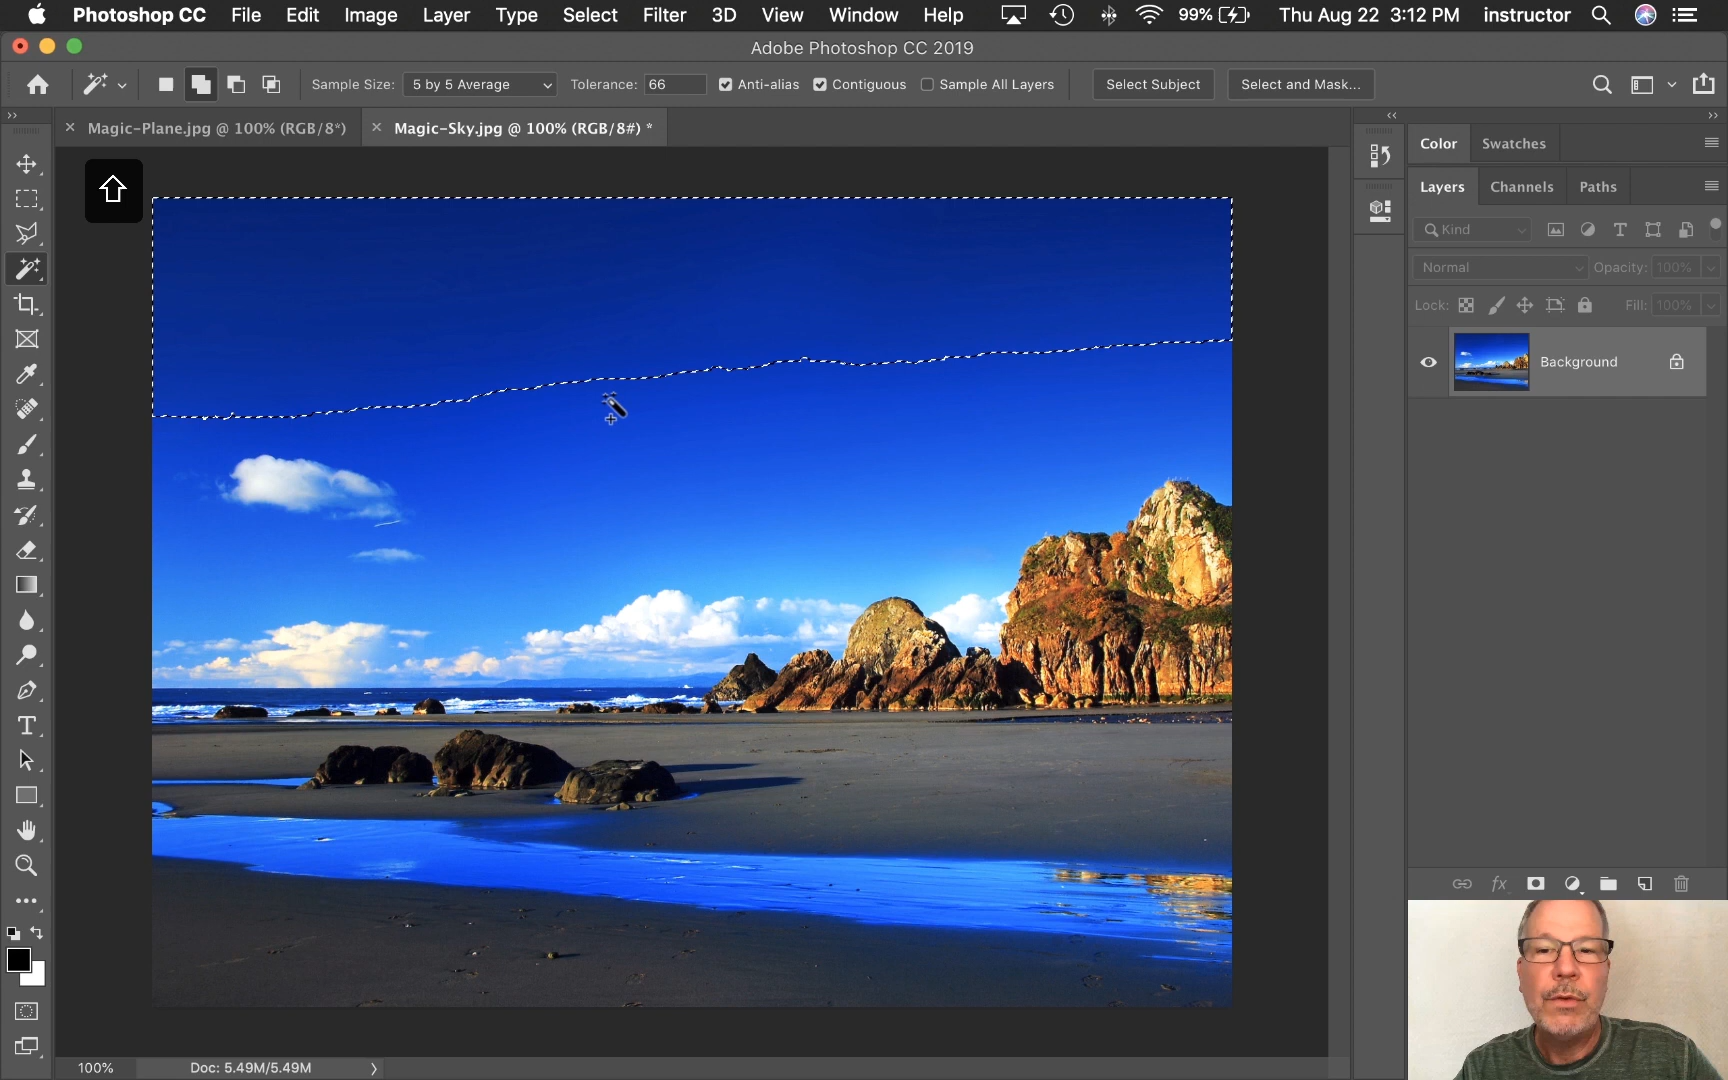 Photoshop CC File Edit Image Layer Type Select Filter 3D View Window Help 99% Thu Aug 22 3:12 PM instructor
Adobe Photoshop CC 2019
Sample Size: 5 by 5 Average Tolerance: 66 Anti-alias Contiguous Sample All Layers Select Subject Select and Mask...
Magic-Plane.jpg @ 100% (RGB/8*) Magic-Sky.jpg @ 100% (RGB/8#) *
Color Swatches
Layers Channels Paths
Kind
Normal Opacity: 100%
Lock: Fill: 100%
Background
100% Doc: 5.49M/5.49M